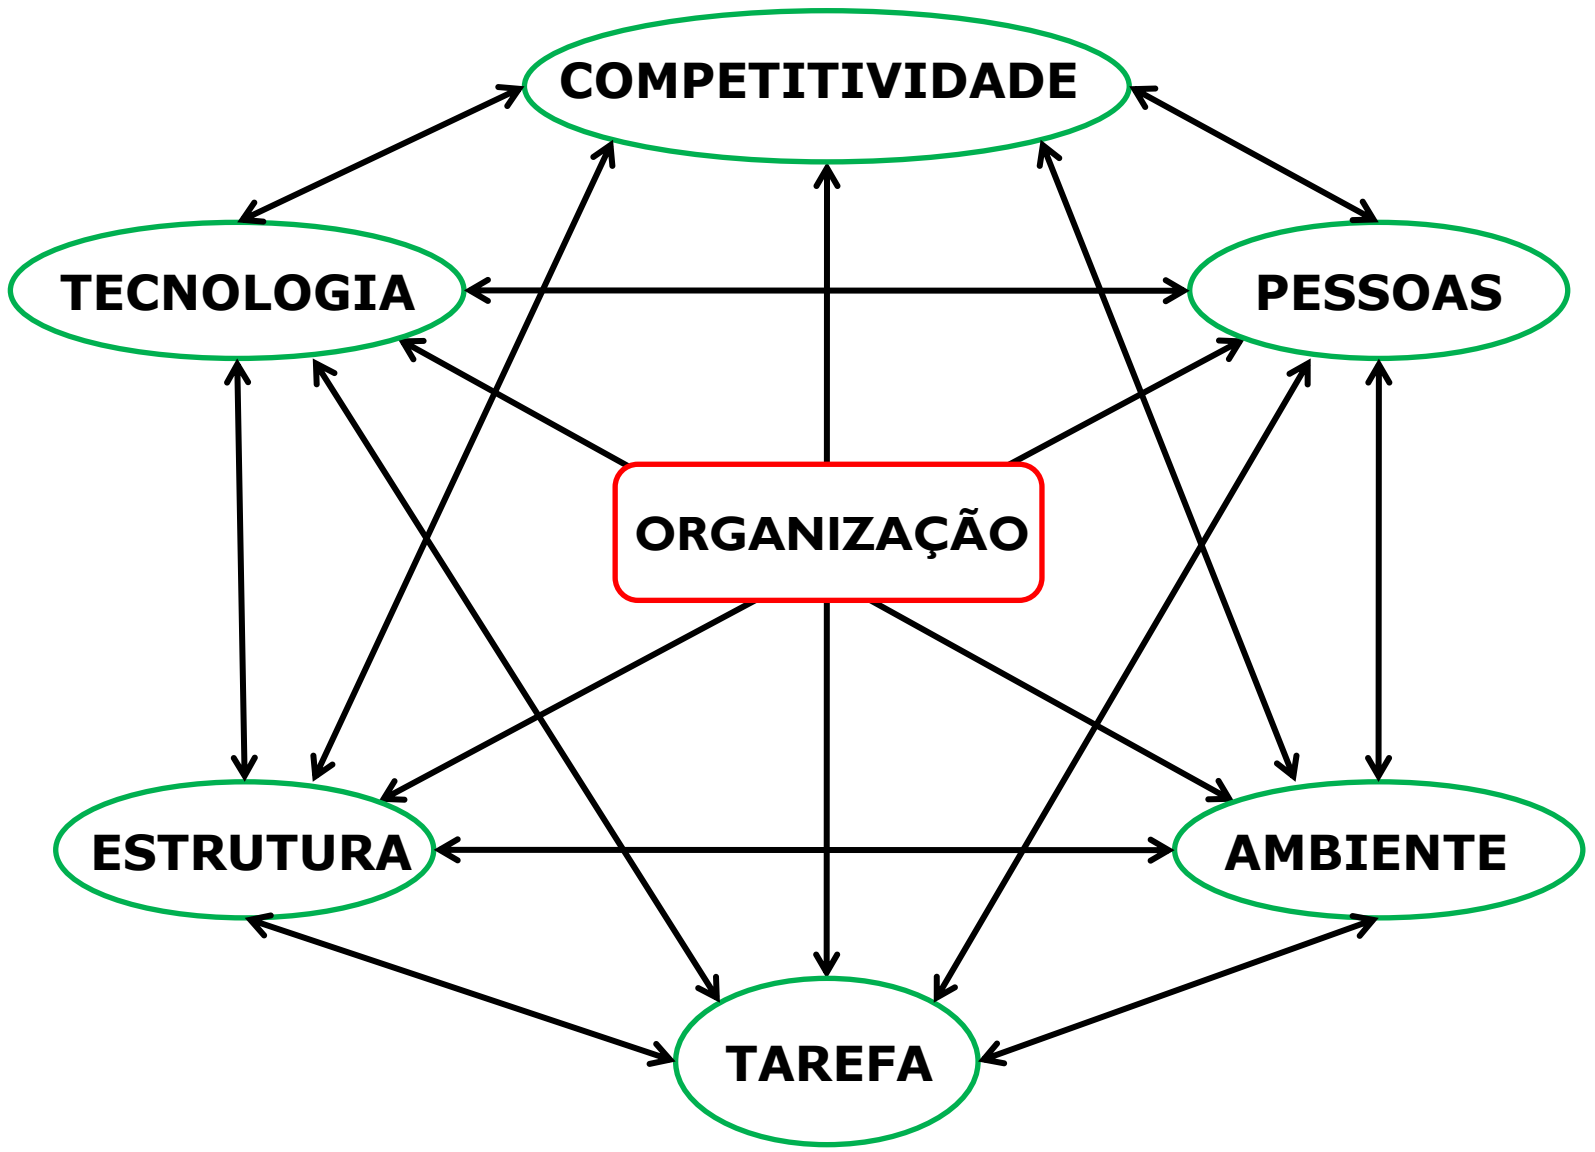 COMPETITIVIDADE
TECNOLOGIA
PESSOAS
ORGANIZAÇÃO
ESTRUTURA
AMBIENTE
TAREFA